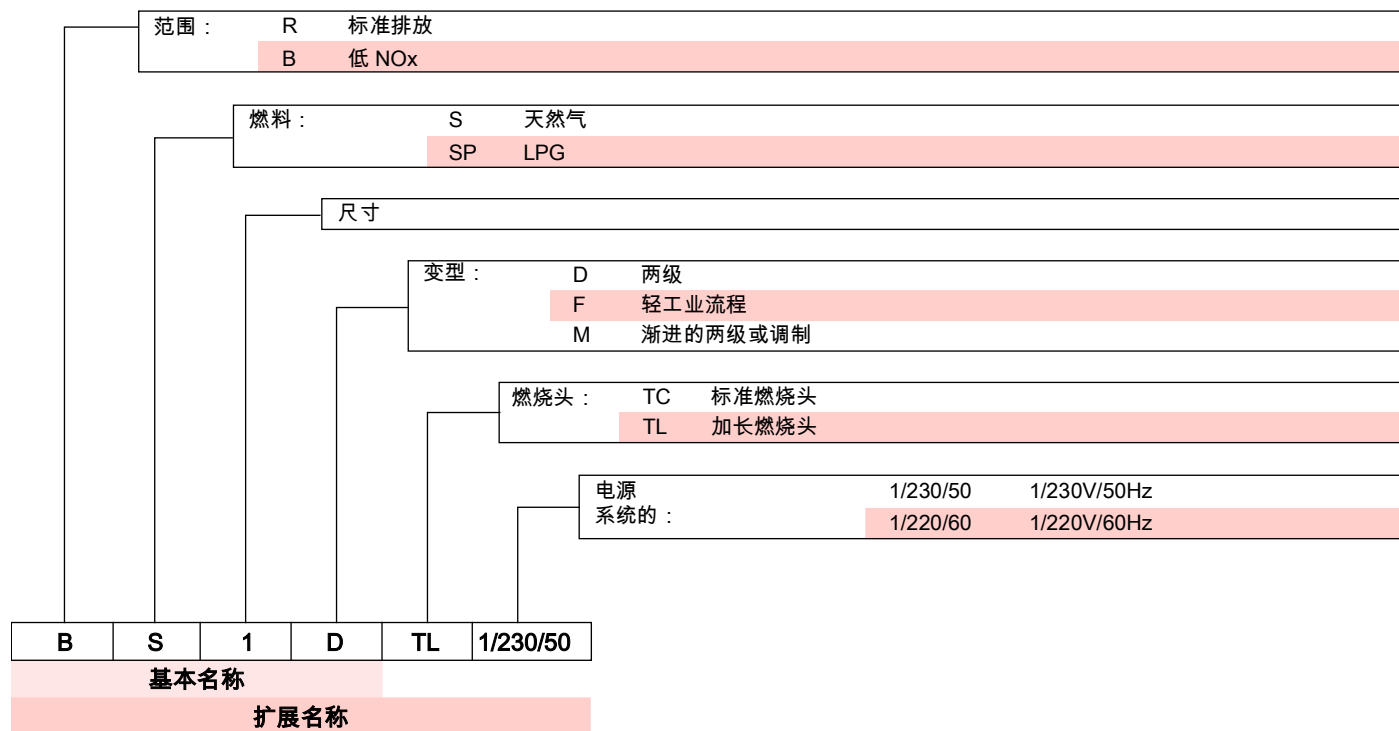 范围： R 标准排放
B 低 NOx
燃料： S 天然气
SP LPG
尺寸
变型： D 两级
F 轻工业流程
M 渐进的两级或调制
燃烧头： TC 标准燃烧头
TL 加长燃烧头
电源 1/230/50 1/230V/50Hz
系统的： 1/220/60 1/220V/60Hz
B S 1 D TL 1/230/50
基本名称
扩展名称